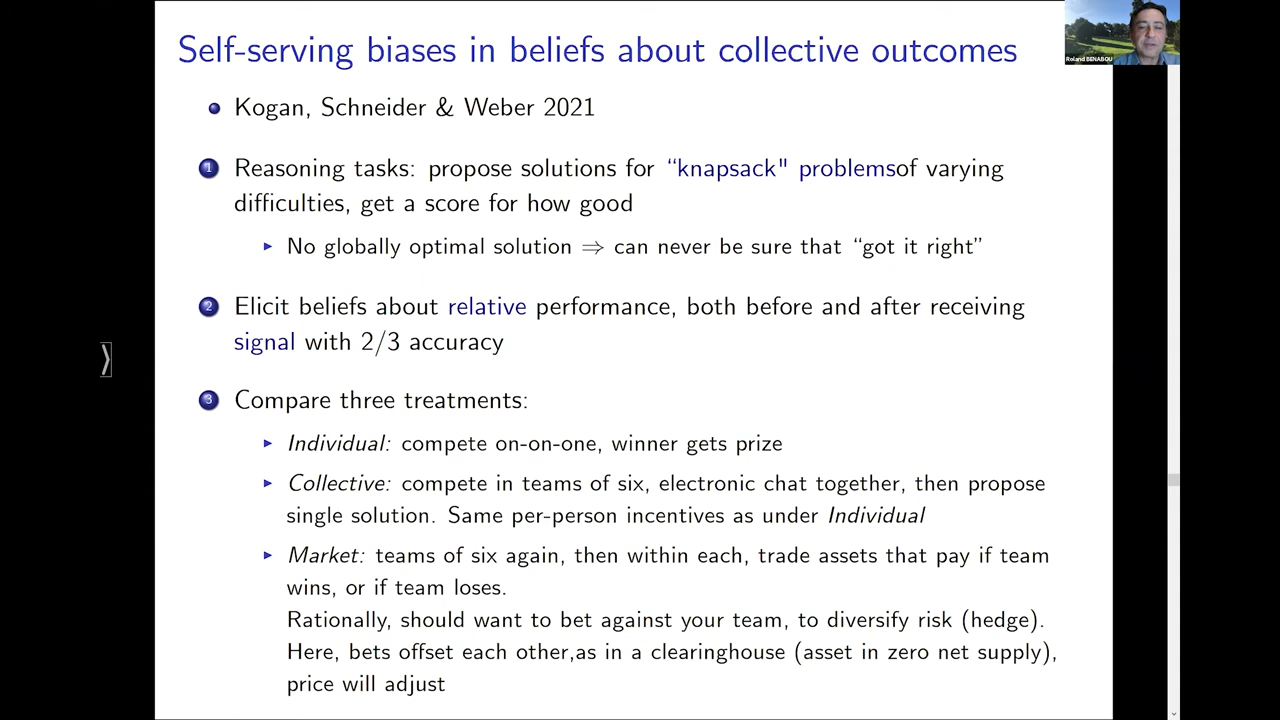 Self-serving biases in beliefs about collective outcomes
Roland BENABOU
Kogan, Schneider & Weber 2021
1 Reasoning tasks: propose solutions for “knapsack" problemsof varying
difficulties, get a score for how good
No globally optimal solution ⇒ can never be sure that “got it right”
2 Elicit beliefs about relative performance, both before and after receiving
signal with 2/3 accuracy
3 Compare three treatments:
Individual: compete on-on-one, winner gets prize
Collective: compete in teams of six, electronic chat together, then propose
single solution. Same per-person incentives as under Individual
Market: teams of six again, then within each, trade assets that pay if team
wins, or if team loses.
Rationally, should want to bet against your team, to diversify risk (hedge).
Here, bets offset each other,as in a clearinghouse (asset in zero net supply),
price will adjust